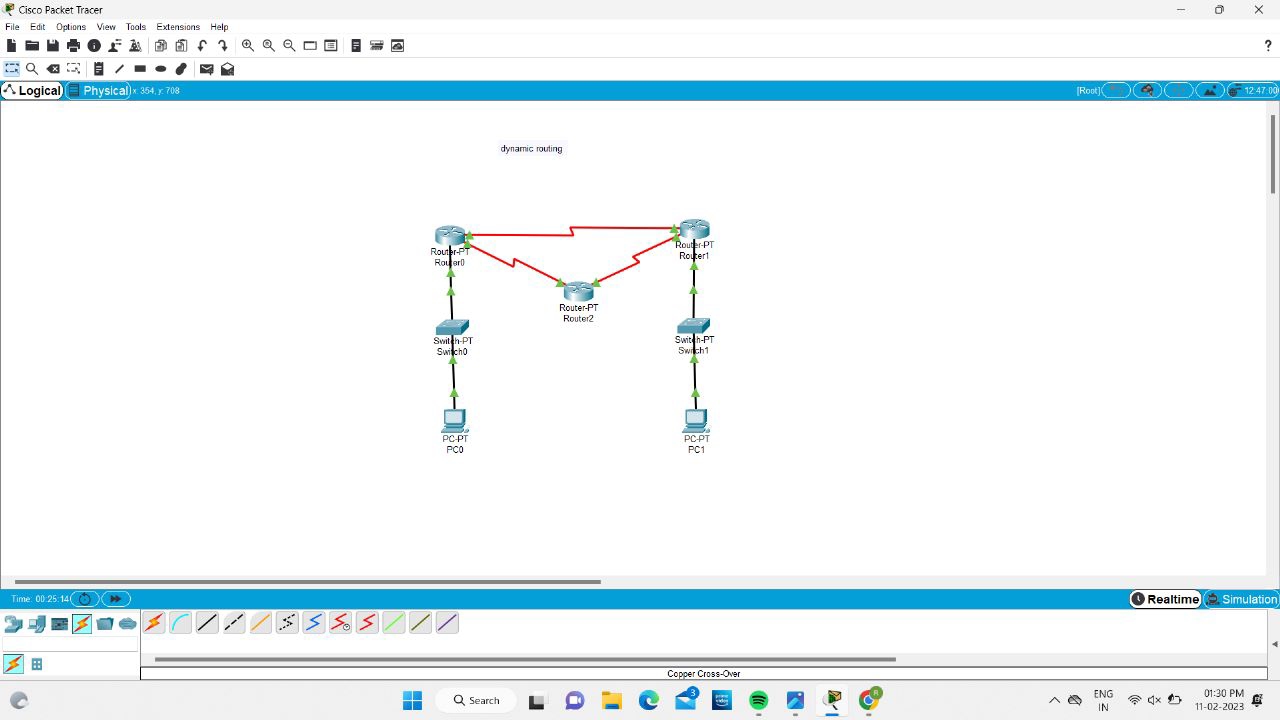 Cisco Packet Tracer
File Edit Options View Tools Extensions Help
?
Logical Physical x: 354, y: 708 [Root] 12:47:00
dynamic routing
Router-PT
Router0
Router-PT
Router1
Router-PT
Router2
Switch-PT
Switch0
Switch-PT
Switch1
PC-PT
PC0
PC-PT
PC1
Time: 00:25:14 Realtime Simulation
Copper Cross-Over
Search
prime video
3
R
ENG
IN
01:30 PM
11-02-2023